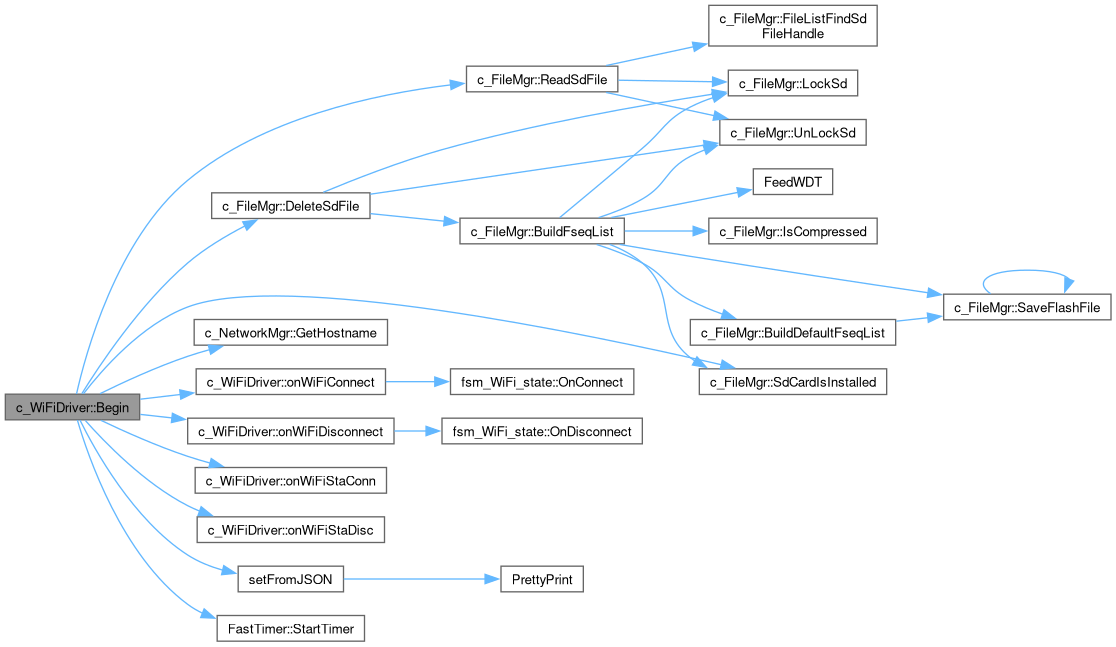 c_FileMgr::FileListFindSd
FileHandle
c_FileMgr::ReadSdFile
c_FileMgr::LockSd
c_FileMgr::UnLockSd
FeedWDT
c_FileMgr::DeleteSdFile
c_FileMgr::BuildFseqList
c_FileMgr::IsCompressed
c_FileMgr::SaveFlashFile
c_NetworkMgr::GetHostname
c_FileMgr::BuildDefaultFseqList
c_WiFiDriver::onWiFiConnect
fsm_WiFi_state::OnConnect
c_FileMgr::SdCardIsInstalled
c_WiFiDriver::Begin
c_WiFiDriver::onWiFiDisconnect
fsm_WiFi_state::OnDisconnect
c_WiFiDriver::onWiFiStaConn
c_WiFiDriver::onWiFiStaDisc
setFromJSON
PrettyPrint
FastTimer::StartTimer